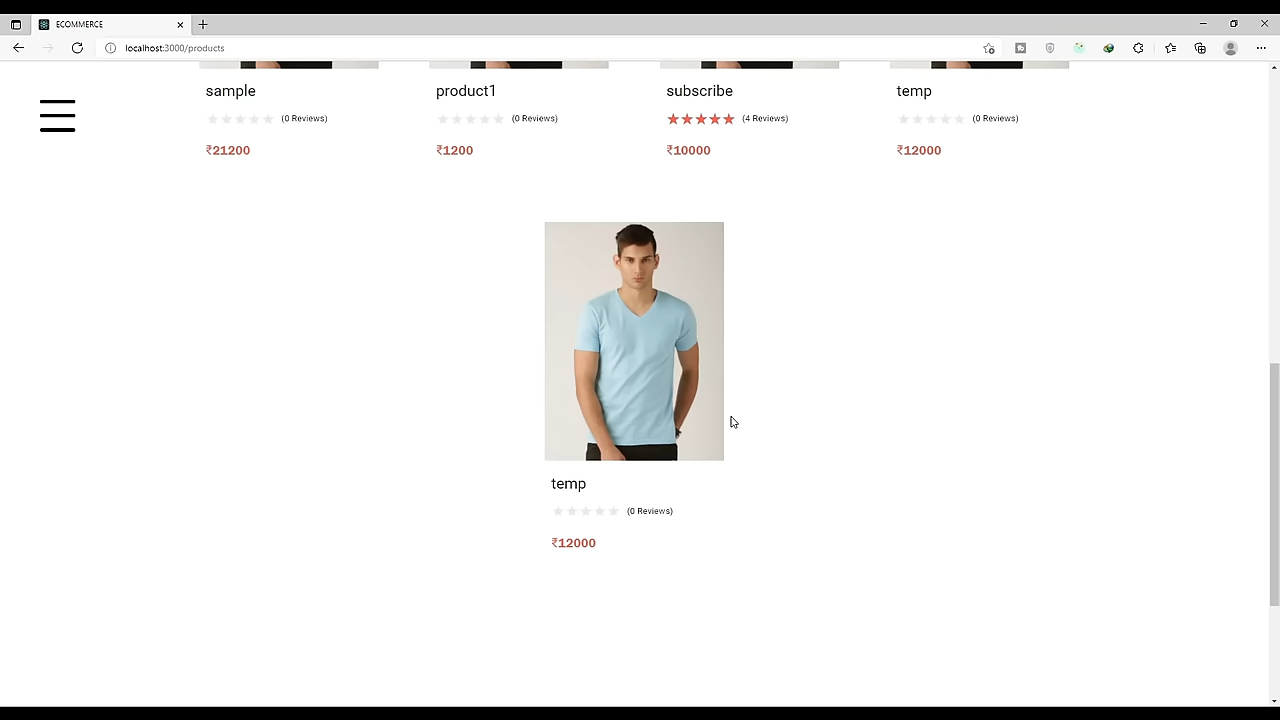 ECOMMERCE
localhost:3000/products
sample
product1
subscribe
temp
(0 Reviews)
(0 Reviews)
(4 Reviews)
(0 Reviews)
₹21200
₹1200
₹10000
₹12000
temp
(0 Reviews)
₹12000